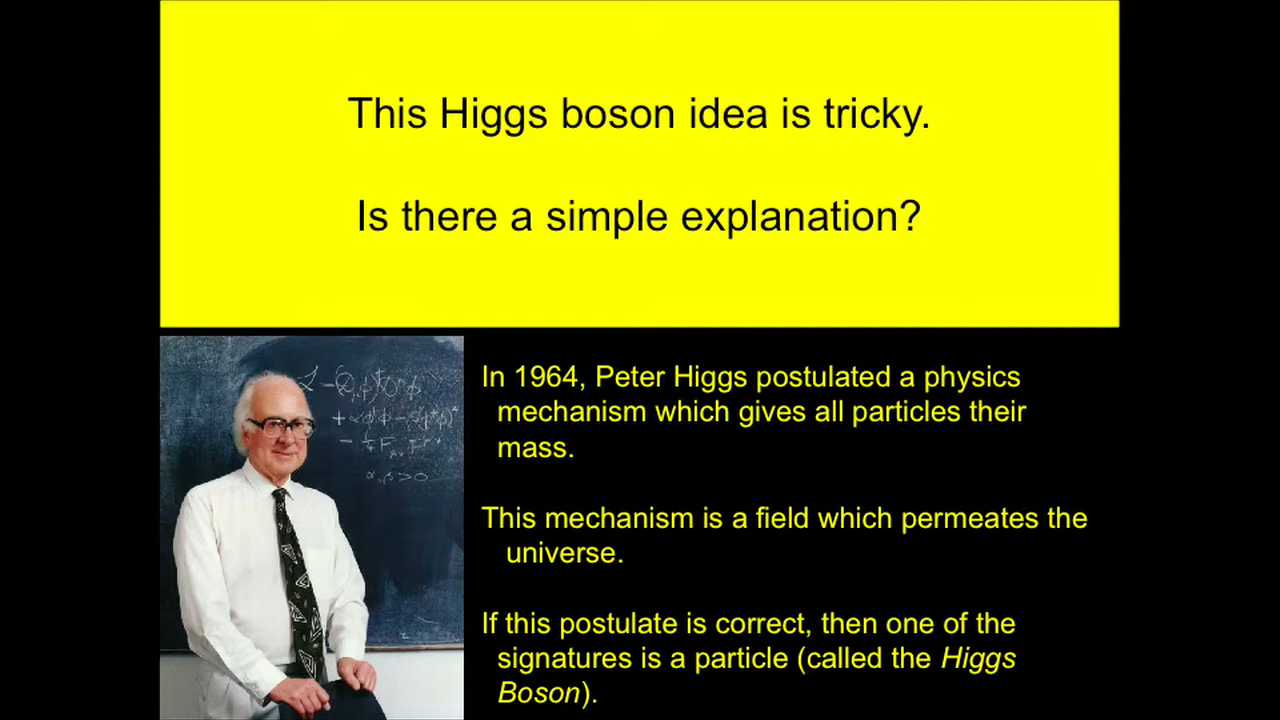 This Higgs boson idea is tricky.
Is there a simple explanation?
In 1964, Peter Higgs postulated a physics
mechanism which gives all particles their
mass.
This mechanism is a field which permeates the
universe.
If this postulate is correct, then one of the
signatures is a particle (called the Higgs
Boson).